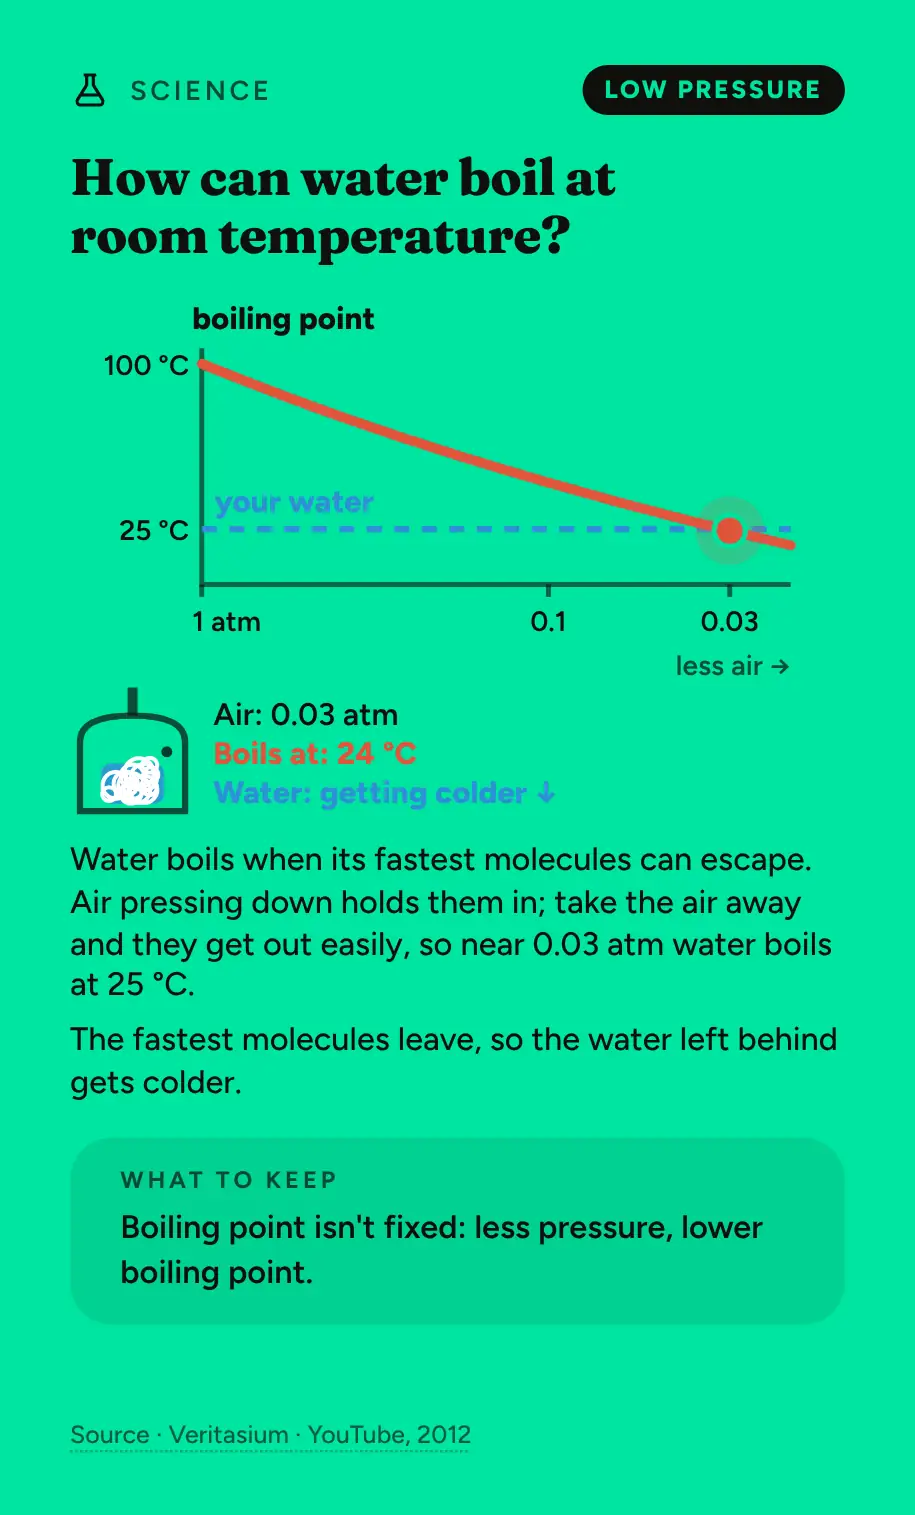 SCIENCE
LOW PRESSURE
How can water boil at
room temperature?
boiling point
100 °C
your water
25 °C
1 atm
0.1
0.03
less air →
Air: 0.03 atm
Boils at: 24 °C
Water: getting colder ↓
Water boils when its fastest molecules can escape.
Air pressing down holds them in; take the air away
and they get out easily, so near 0.03 atm water boils
at 25 °C.
The fastest molecules leave, so the water left behind
gets colder.
WHAT TO KEEP
Boiling point isn't fixed: less pressure, lower
boiling point.
Source · Veritasium · YouTube, 2012